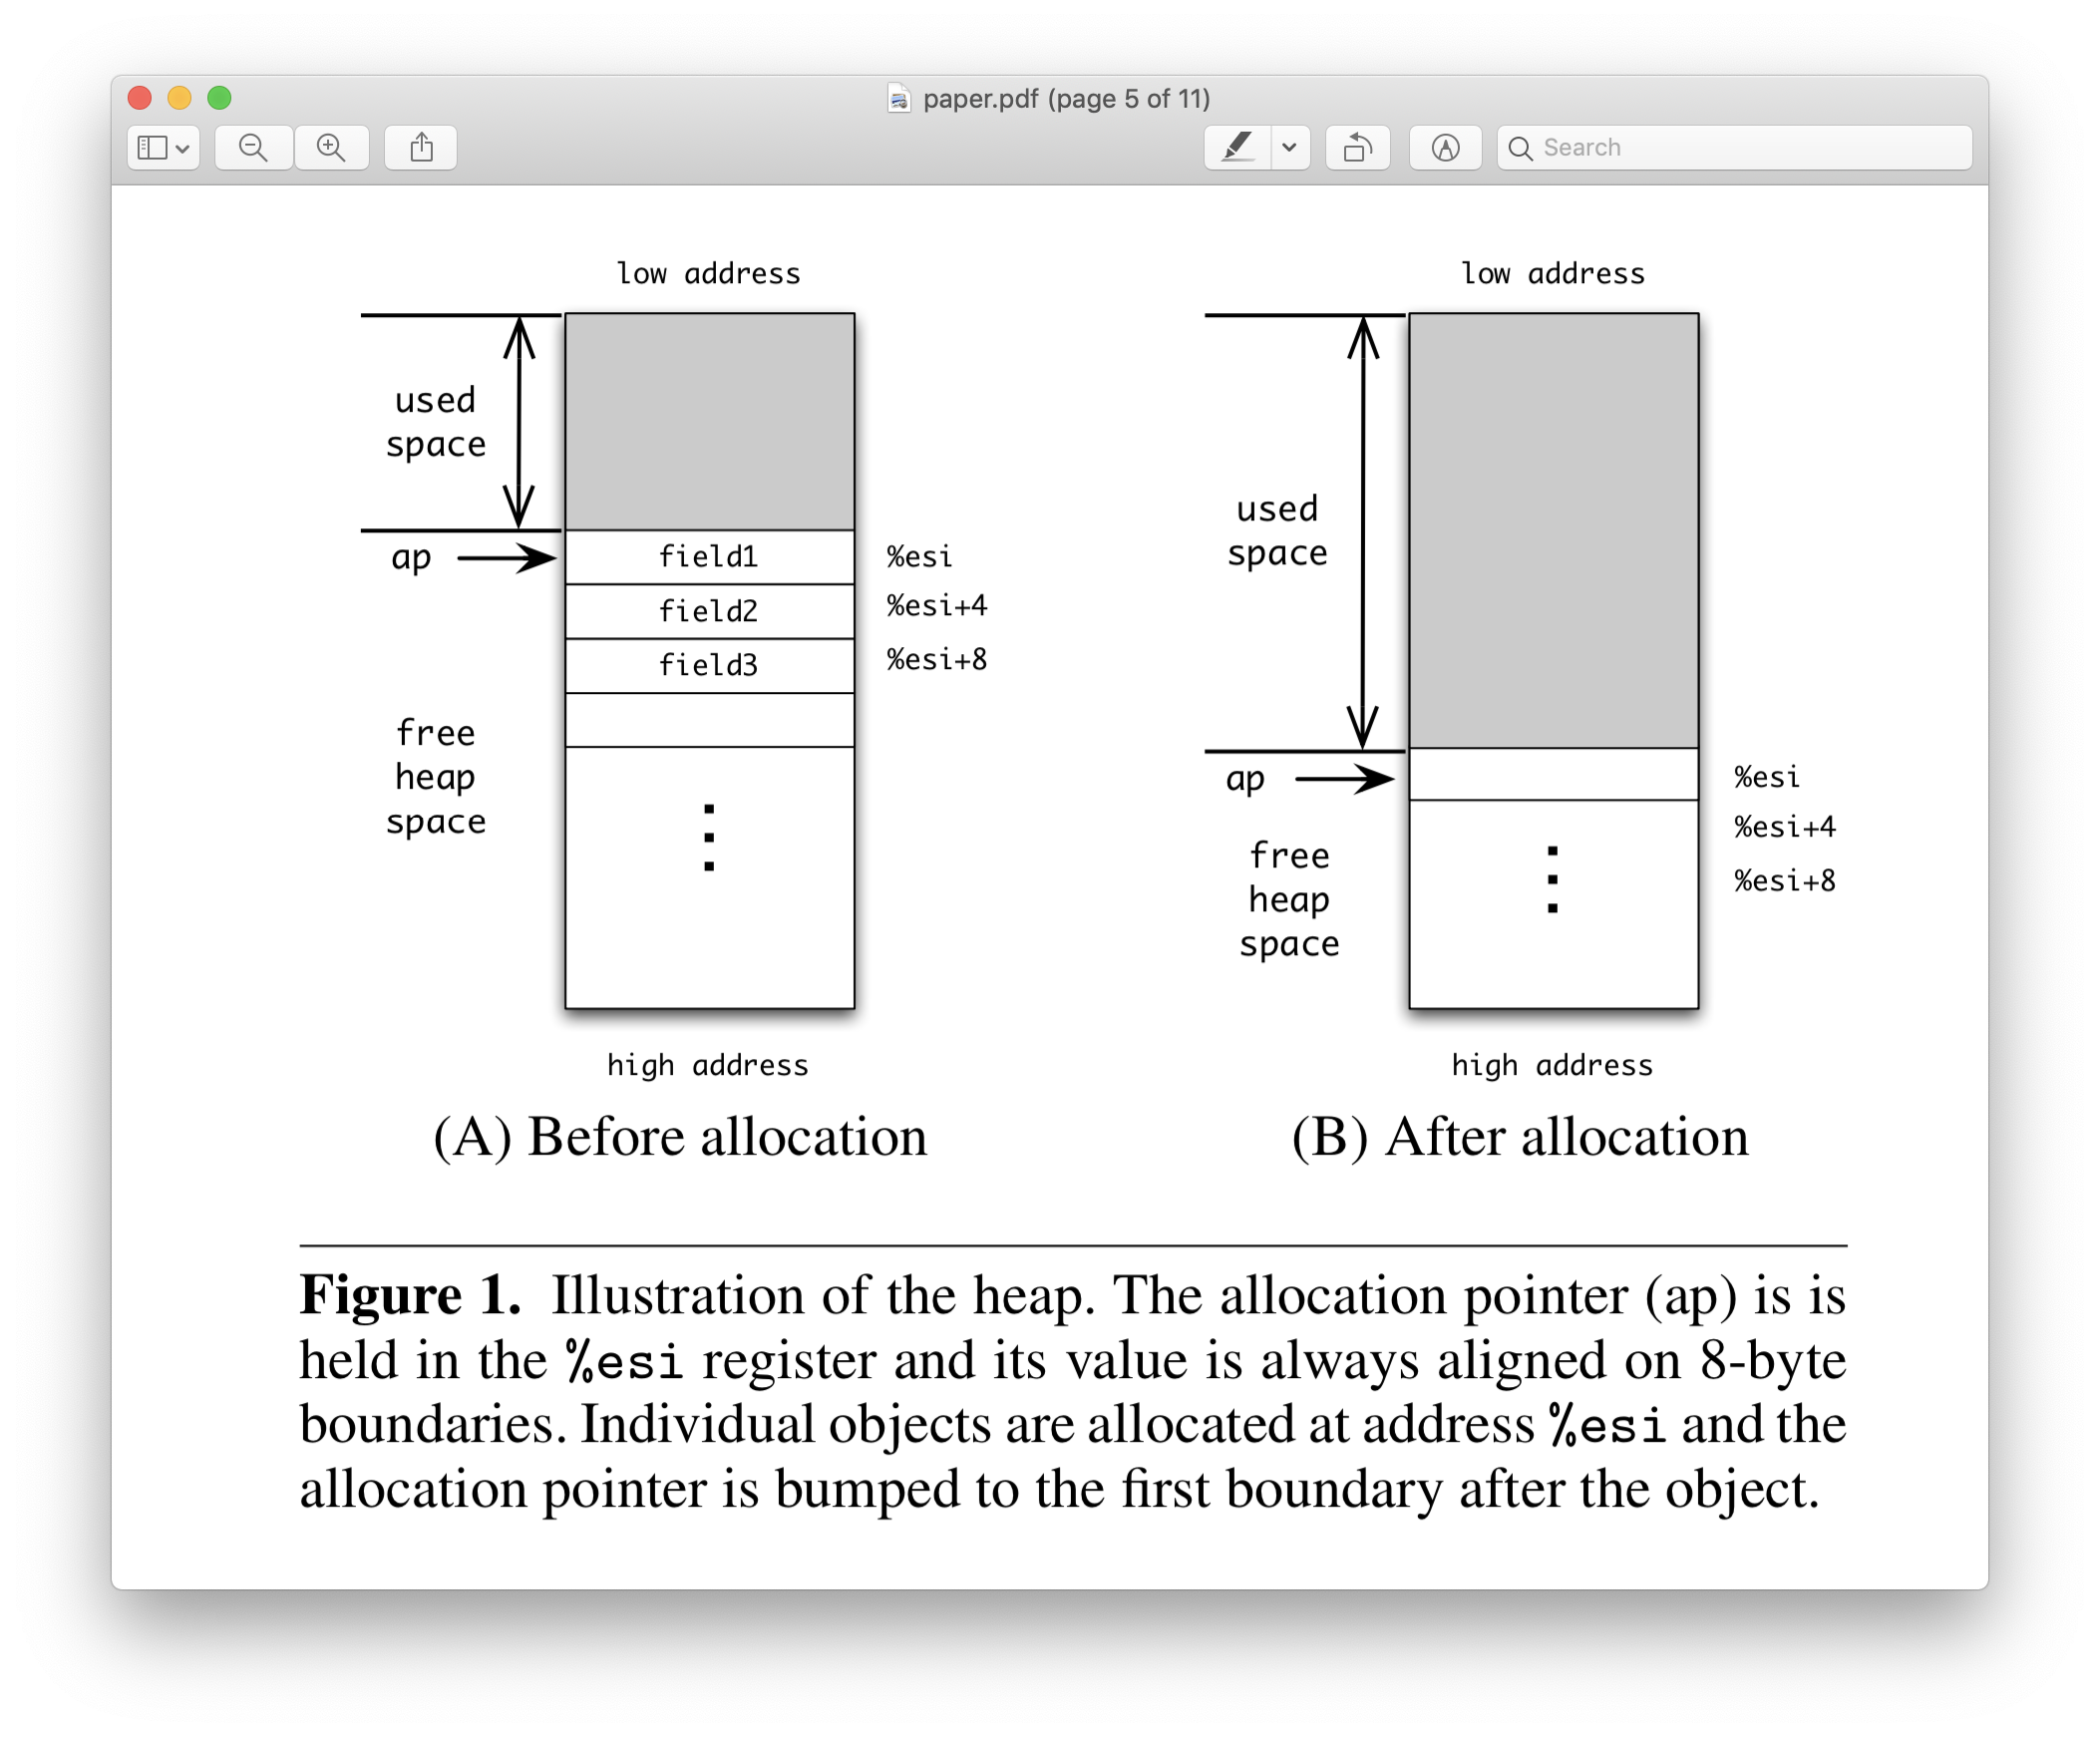 paper.pdf (page 5 of 11)
Search
low address
used
space
ap
field1
%esi
field2
%esi+4
field3
%esi+8
free
heap
space
high address
(A) Before allocation
low address
used
space
ap
%esi
%esi+4
%esi+8
free
heap
space
high address
(B) After allocation
Figure 1. Illustration of the heap. The allocation pointer (ap) is is
held in the %esi register and its value is always aligned on 8-byte
boundaries. Individual objects are allocated at address %esi and the
allocation pointer is bumped to the first boundary after the object.